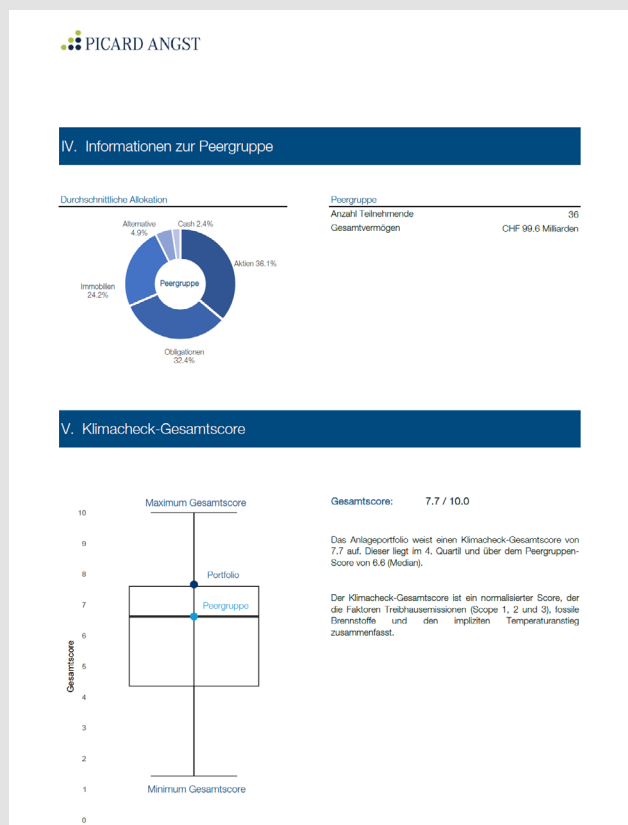 PICARD ANGST
IV. Informationen zur Peergruppe
Durchschnittliche Allokation
Alternative
4.9%
Cash 2.4%
Aktien 36.1%
Peergruppe
Immobilien
24.2%
Obligationen
32.4%
Peergruppe
Anzahl Teilnehmende 36
Gesamtvermögen CHF 99.6 Milliarden
V. Klimacheck-Gesamtscore
Maximum Gesamtscore
10
9
8
7
6
5
4
3
2
1
0
Gesamtscore
Portfolio
Peergruppe
Minimum Gesamtscore
Gesamtscore: 7.7 / 10.0
Das Anlageportfolio weist einen Klimacheck-Gesamtscore von
7.7 auf. Dieser liegt im 4. Quartil und über dem Peergruppen-
Score von 6.6 (Median).
Der Klimacheck-Gesamtscore ist ein normalisierter Score, der
die Faktoren Treibhausemissionen (Scope 1, 2 und 3), fossile
Brennstoffe und den impliziten Temperaturanstieg
zusammenfasst.